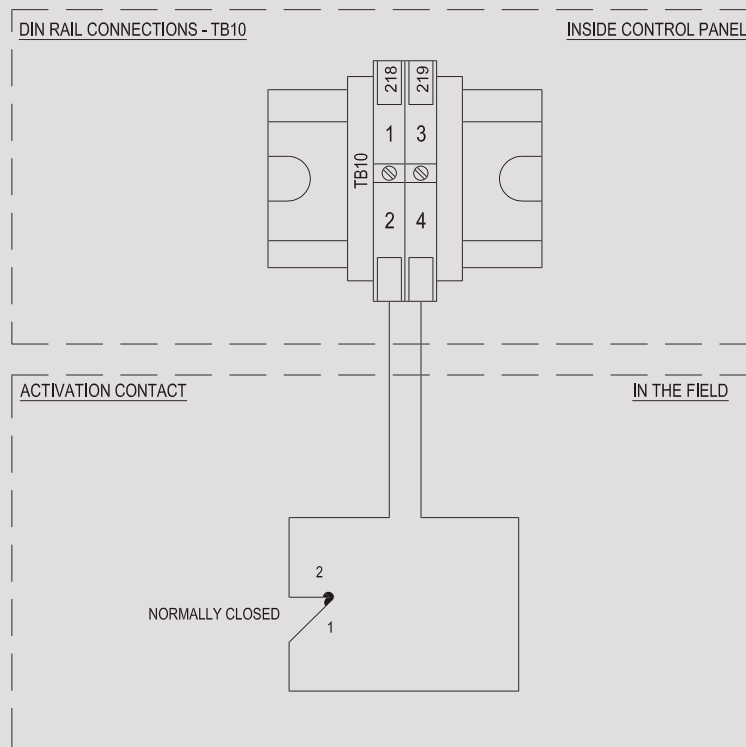 DIN RAIL CONNECTIONS - TB10
INSIDE CONTROL PANEL
218
219
1
3
TB10
2
4
ACTIVATION CONTACT
IN THE FIELD
2
NORMALLY CLOSED
1